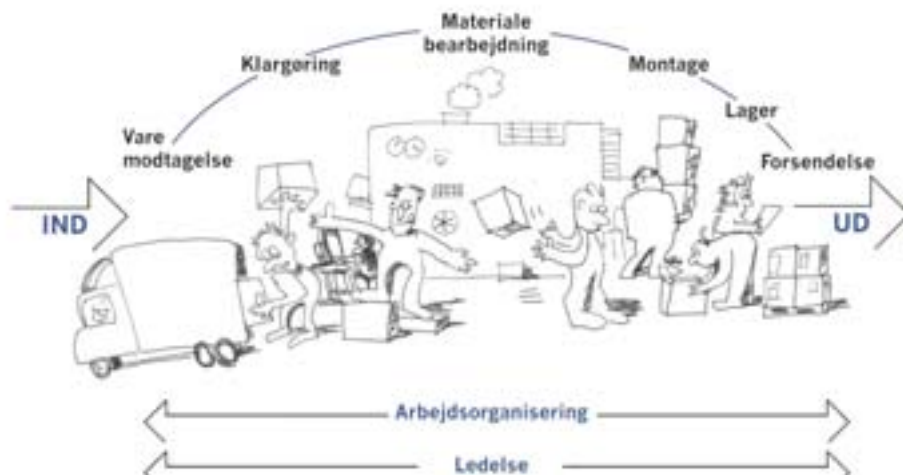 Materiale
bearbejdning
Klargøring
Montage
Lager
Vare
modtagelse
Forsendelse
IND
UD
Arbejdsorganisering
Ledelse